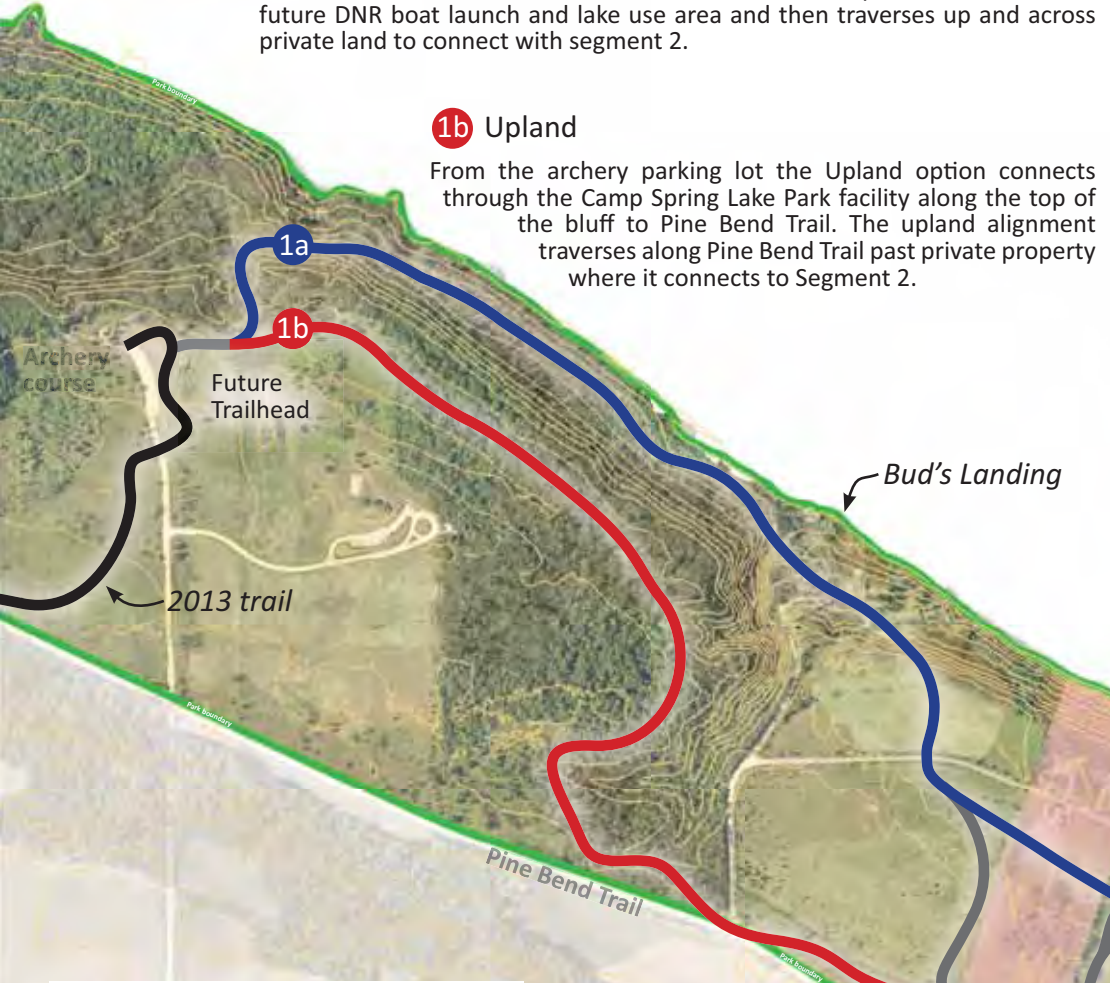 future DNR boat launch and lake use area and then traverses up and across
private land to connect with segment 2.
Park boundary
1b Upland
From the archery parking lot the Upland option connects
through the Camp Spring Lake Park facility along the top of
the bluff to Pine Bend Trail. The upland alignment
traverses along Pine Bend Trail past private property
where it connects to Segment 2.
1a
1b
Archery
course
Future
Trailhead
Bud's Landing
2013 trail
Park boundary
Pine Bend Trail
Park boundary